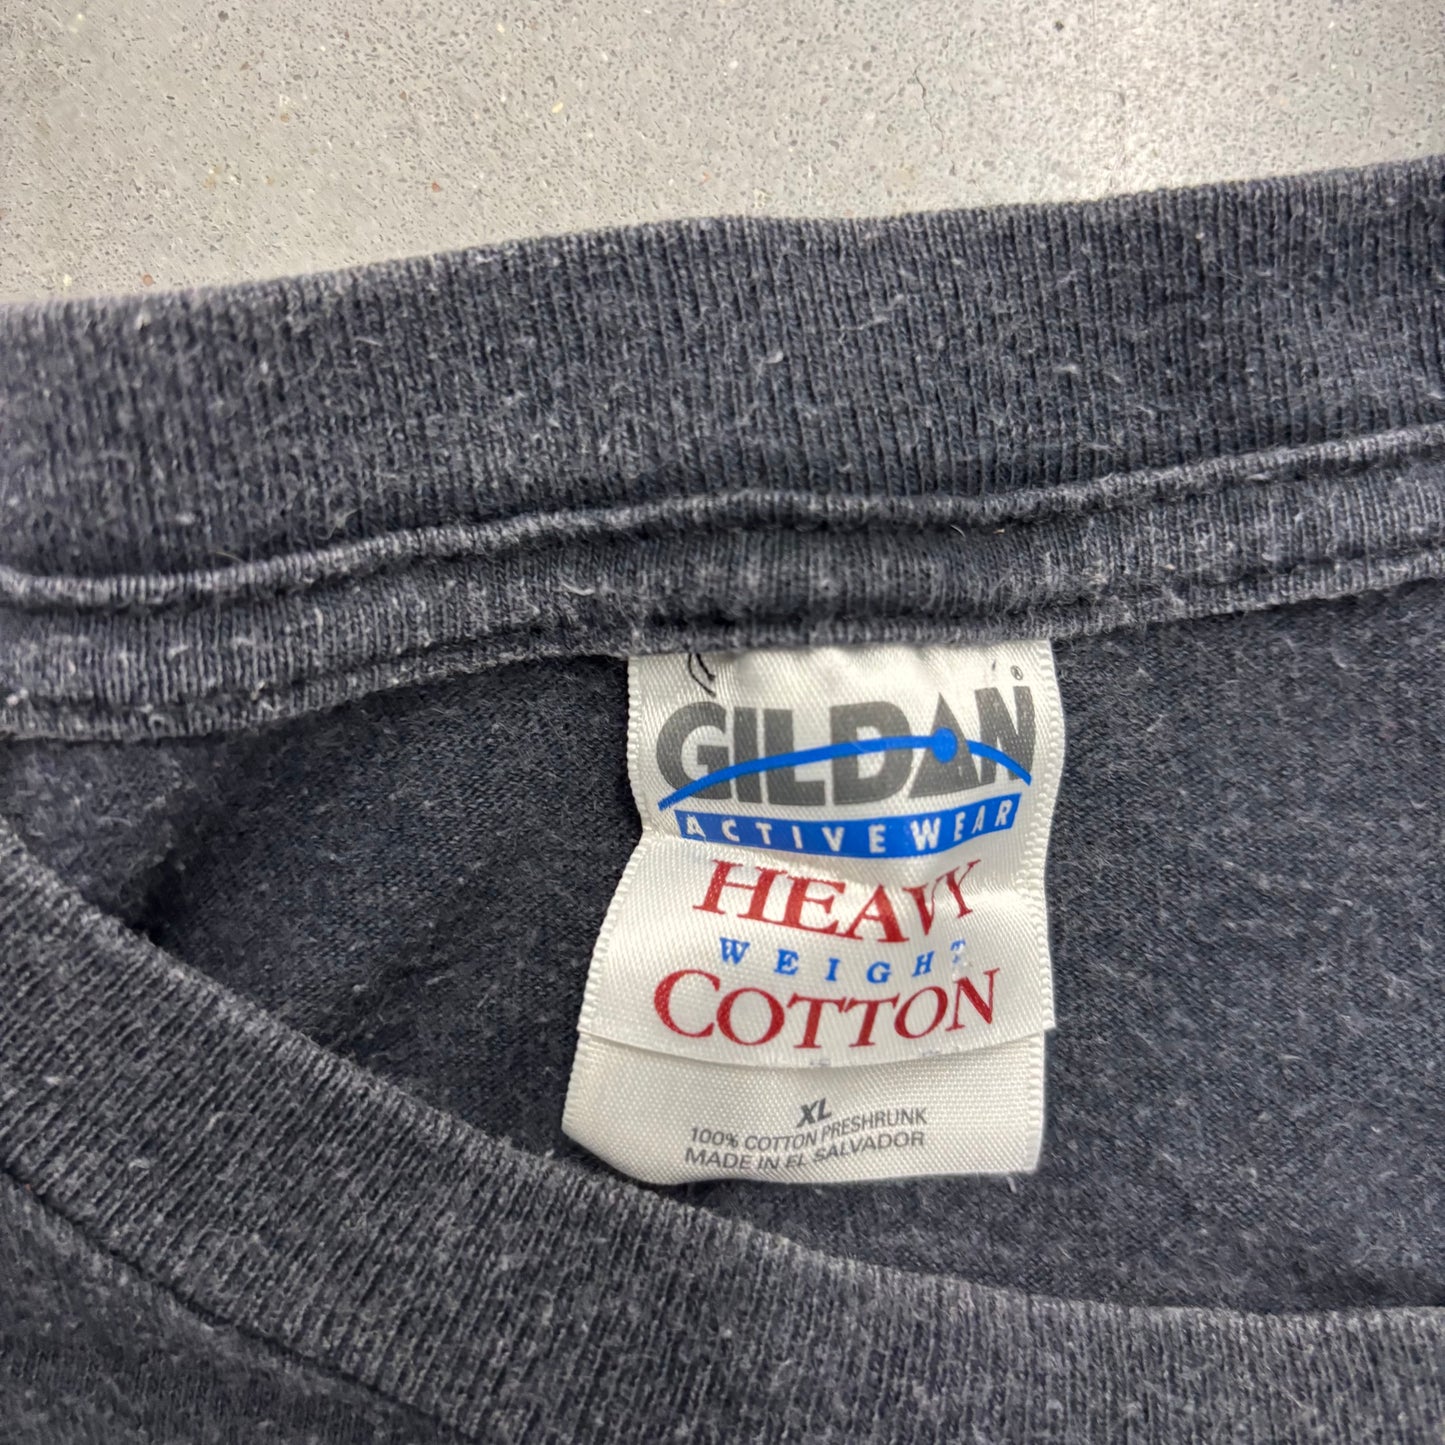 GILDAN®
ACTIVEWEAR
HEAVY
WEIGHT
COTTON
XL
100% COTTON PRESHRUNK
MADE IN EL SALVADOR